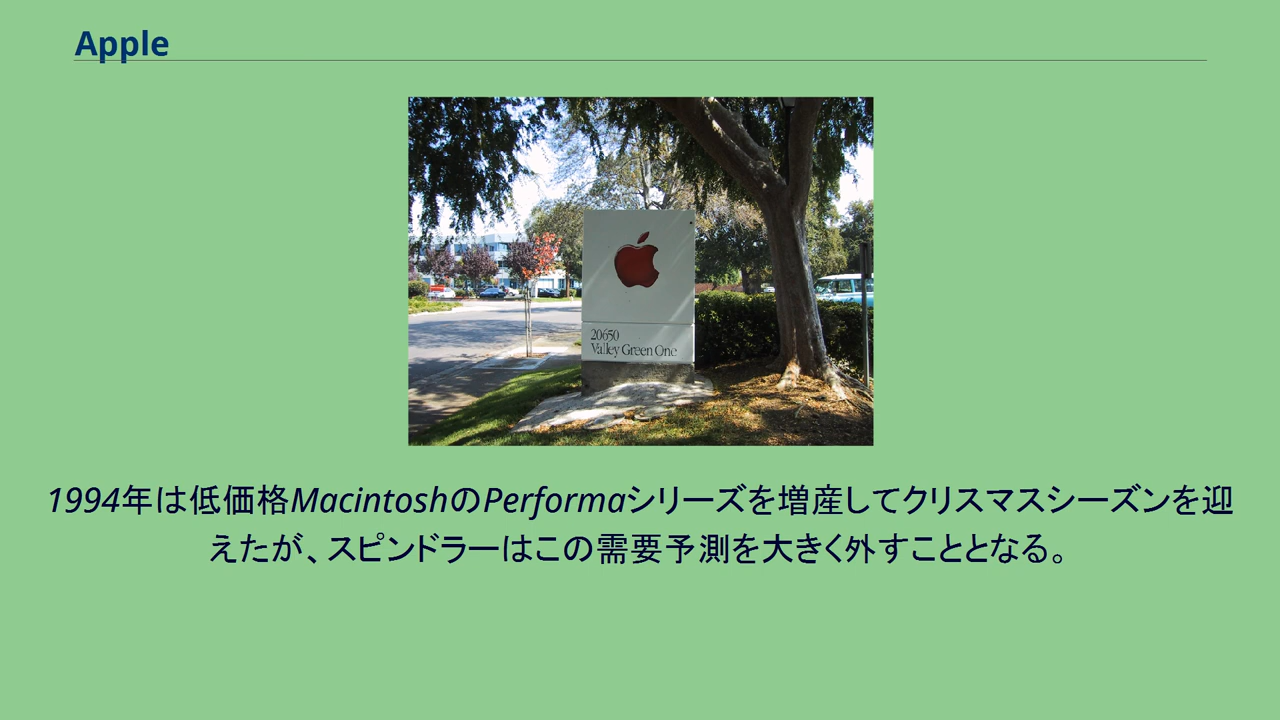 Apple
20650
Valley Green One
1994年は低価格MacintoshのPerformaシリーズを増産してクリスマスシーズンを迎
えたが、スピンドラーはこの需要予測を大きく外すこととなる。